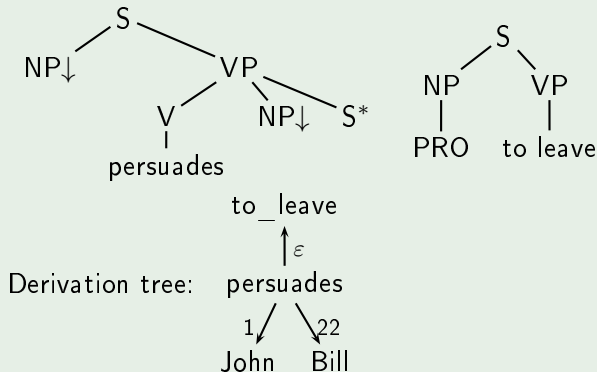 S
S
NP↓ VP
NP VP
V NP↓ S*
PRO to leave
persuades
to_leave
ε
Derivation tree: persuades
1 22
John Bill